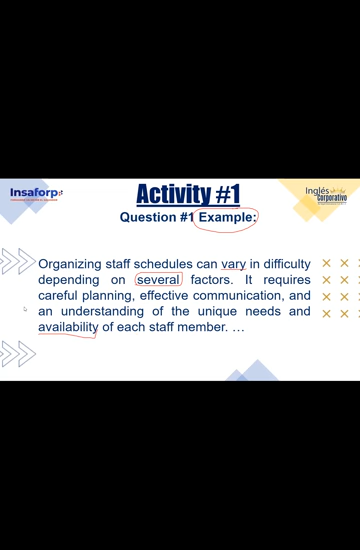 Insaforp
Activity #1
Inglés
Corporativo
Question #1 Example:
Organizing staff schedules can vary in difficulty
depending on several factors. It requires
careful planning, effective communication, and
an understanding of the unique needs and
availability of each staff member. ...